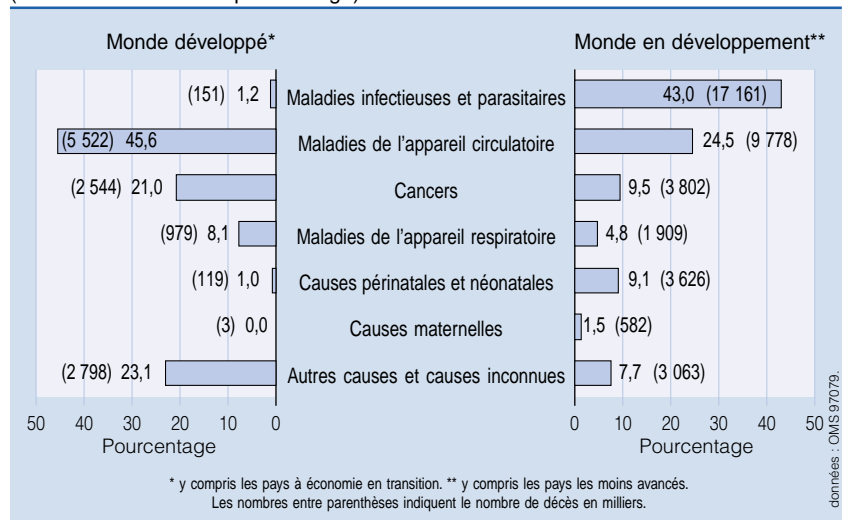 Monde développé*
Monde en développement**
(151) 1,2 Maladies infectieuses et parasitaires 43,0 (17 161)
(5 522) 45,6 Maladies de l'appareil circulatoire 24,5 (9 778)
(2 544) 21,0 Cancers 9,5 (3 802)
(979) 8,1 Maladies de l'appareil respiratoire 4,8 (1 909)
(119) 1,0 Causes périnatales et néonatales 9,1 (3 626)
(3) 0,0 Causes maternelles 1,5 (582)
(2 798) 23,1 Autres causes et causes inconnues 7,7 (3 063)
50 40 30 20 10 0 0 10 20 30 40 50
Pourcentage Pourcentage
* y compris les pays à économie en transition. ** y compris les pays les moins avancés.
Les nombres entre parenthèses indiquent le nombre de décès en milliers.
données : OMS 97079.